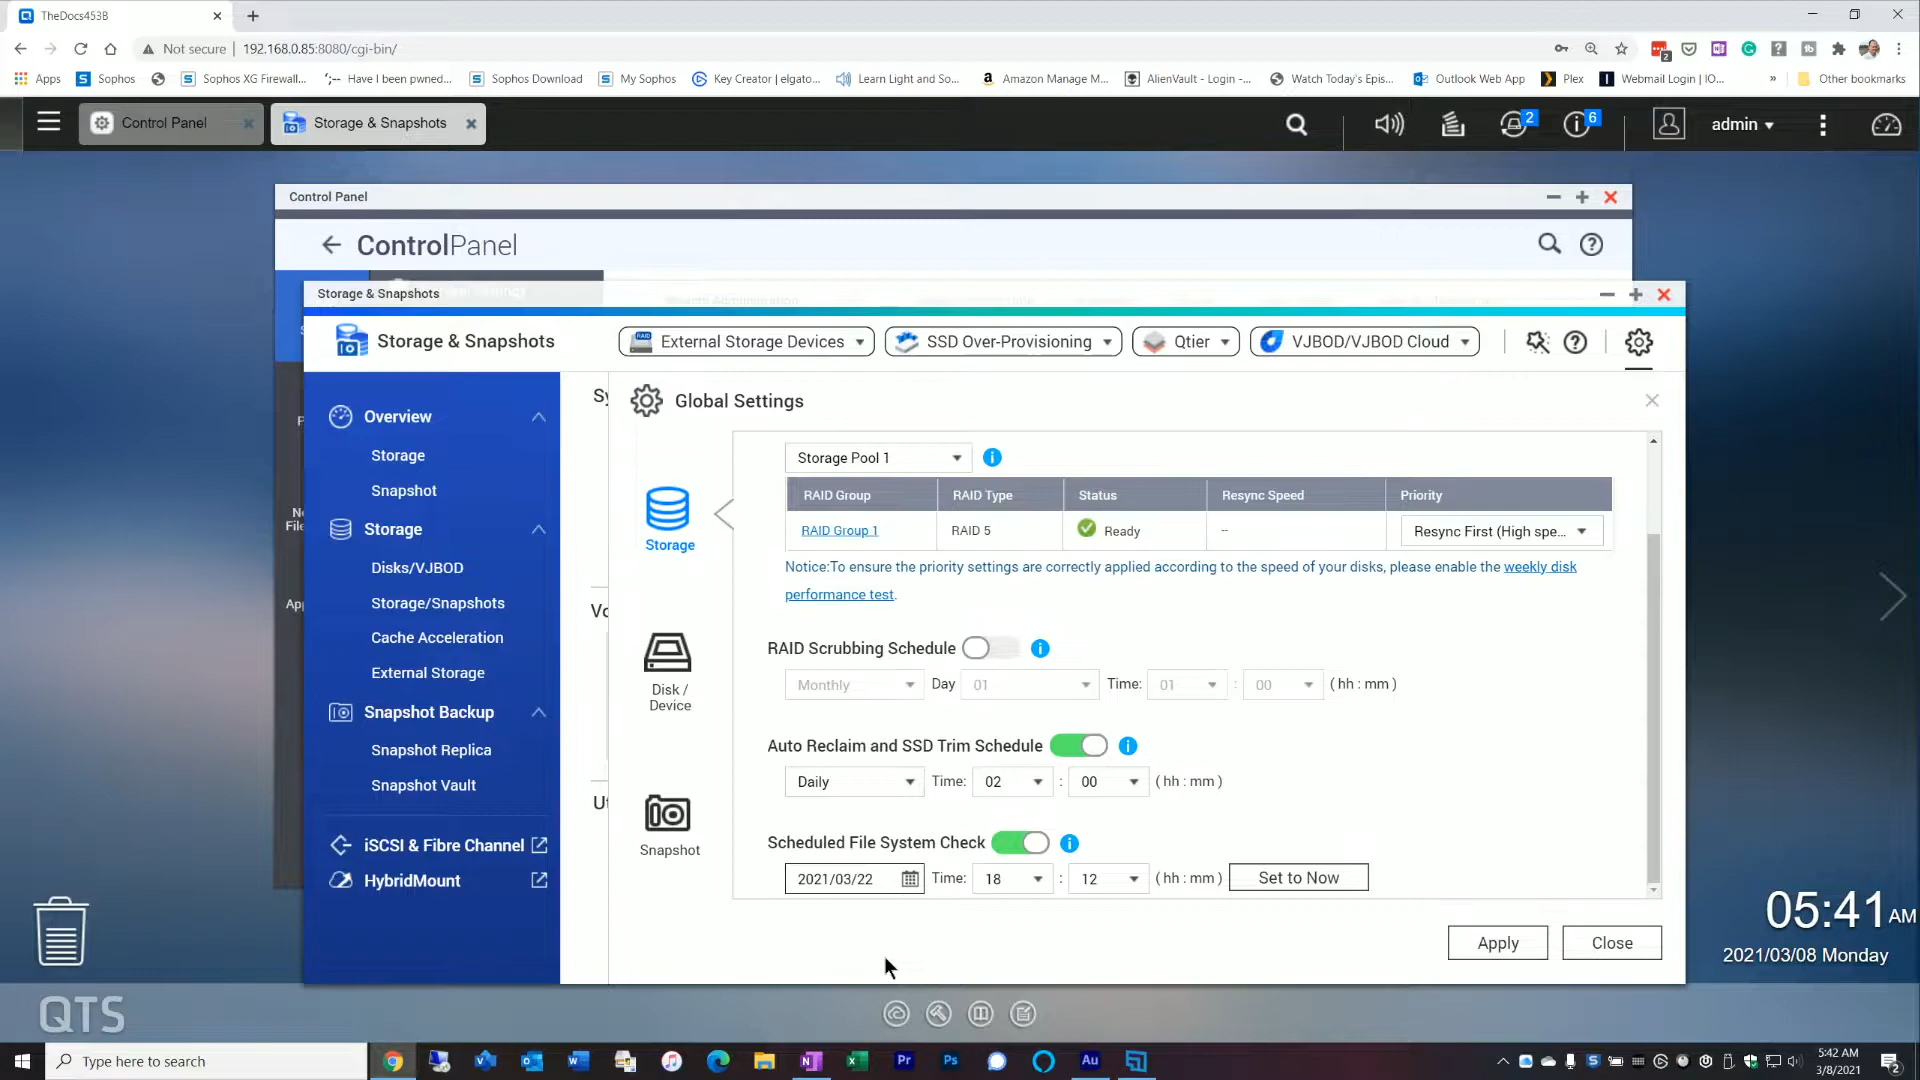 TheDocs453B
Not secure | 192.168.0.85:8080/cgi-bin/
Apps Sophos Sophos XG Firewall... Have I been pwned... Sophos Download My Sophos Key Creator | elgato... Learn Light and So... Amazon Manage M... AlienVault - Login -... Watch Today's Epis... Outlook Web App Plex Webmail Login | IO... » Other bookmarks
Control Panel Storage & Snapshots 2 6 admin
Control Panel
ControlPanel
Storage & Snapshots
Storage & Snapshots External Storage Devices SSD Over-Provisioning Qtier VJBOD/VJBOD Cloud
Global Settings
Overview
Storage
Snapshot
Storage
Disks/VJBOD
Storage/Snapshots
Cache Acceleration
External Storage
Snapshot Backup
Snapshot Replica
Snapshot Vault
iSCSI & Fibre Channel
HybridMount
Storage
Disk /
Device
Snapshot
Storage Pool 1
RAID Group RAID Type Status Resync Speed Priority
RAID Group 1 RAID 5 Ready -- Resync First (High spe...
Notice:To ensure the priority settings are correctly applied according to the speed of your disks, please enable the weekly disk
performance test.
RAID Scrubbing Schedule
Monthly Day 01 Time: 01 : 00 ( hh : mm )
Auto Reclaim and SSD Trim Schedule
Daily Time: 02 : 00 ( hh : mm )
Scheduled File System Check
2021/03/22 Time: 18 : 12 ( hh : mm ) Set to Now
Apply Close
05:41 AM
2021/03/08 Monday
QTS
Type here to search
5:42 AM
3/8/2021
2